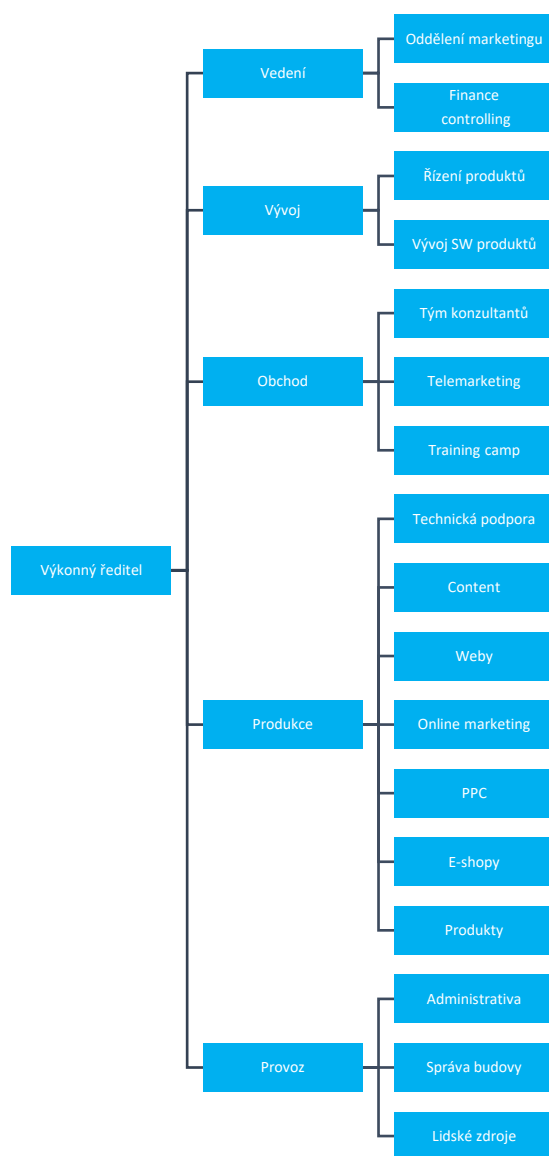 Oddělení marketingu
Vedení
Finance
controlling
Řízení produktů
Vývoj
Vývoj SW produktů
Tým konzultantů
Obchod
Telemarketing
Training camp
Technická podpora
Výkonný ředitel
Content
Weby
Produkce
Online marketing
PPC
E-shopy
Produkty
Administrativa
Provoz
Správa budovy
Lidské zdroje